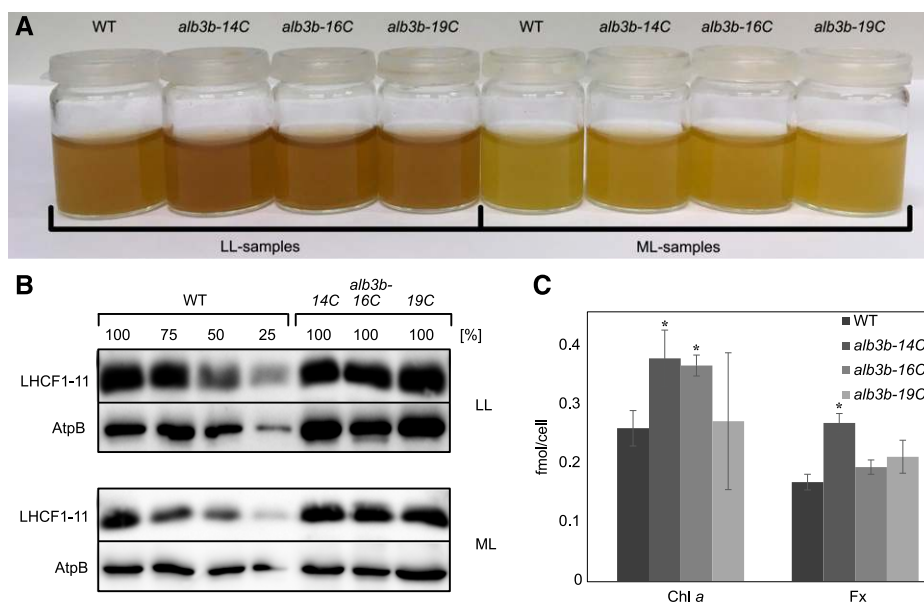 A
WT alb3b-14C alb3b-16C alb3b-19C WT alb3b-14C alb3b-16C alb3b-19C
LL-samples ML-samples
B
WT alb3b-
14C 16C 19C
100 75 50 25 100 100 100 [%]
LHCF1-11
AtpB
LL
LHCF1-11
AtpB
ML
C
WT
alb3b-14C
alb3b-16C
alb3b-19C
fmol/cell
0.4
0.3
0.2
0.1
0
* * *
Chl a Fx